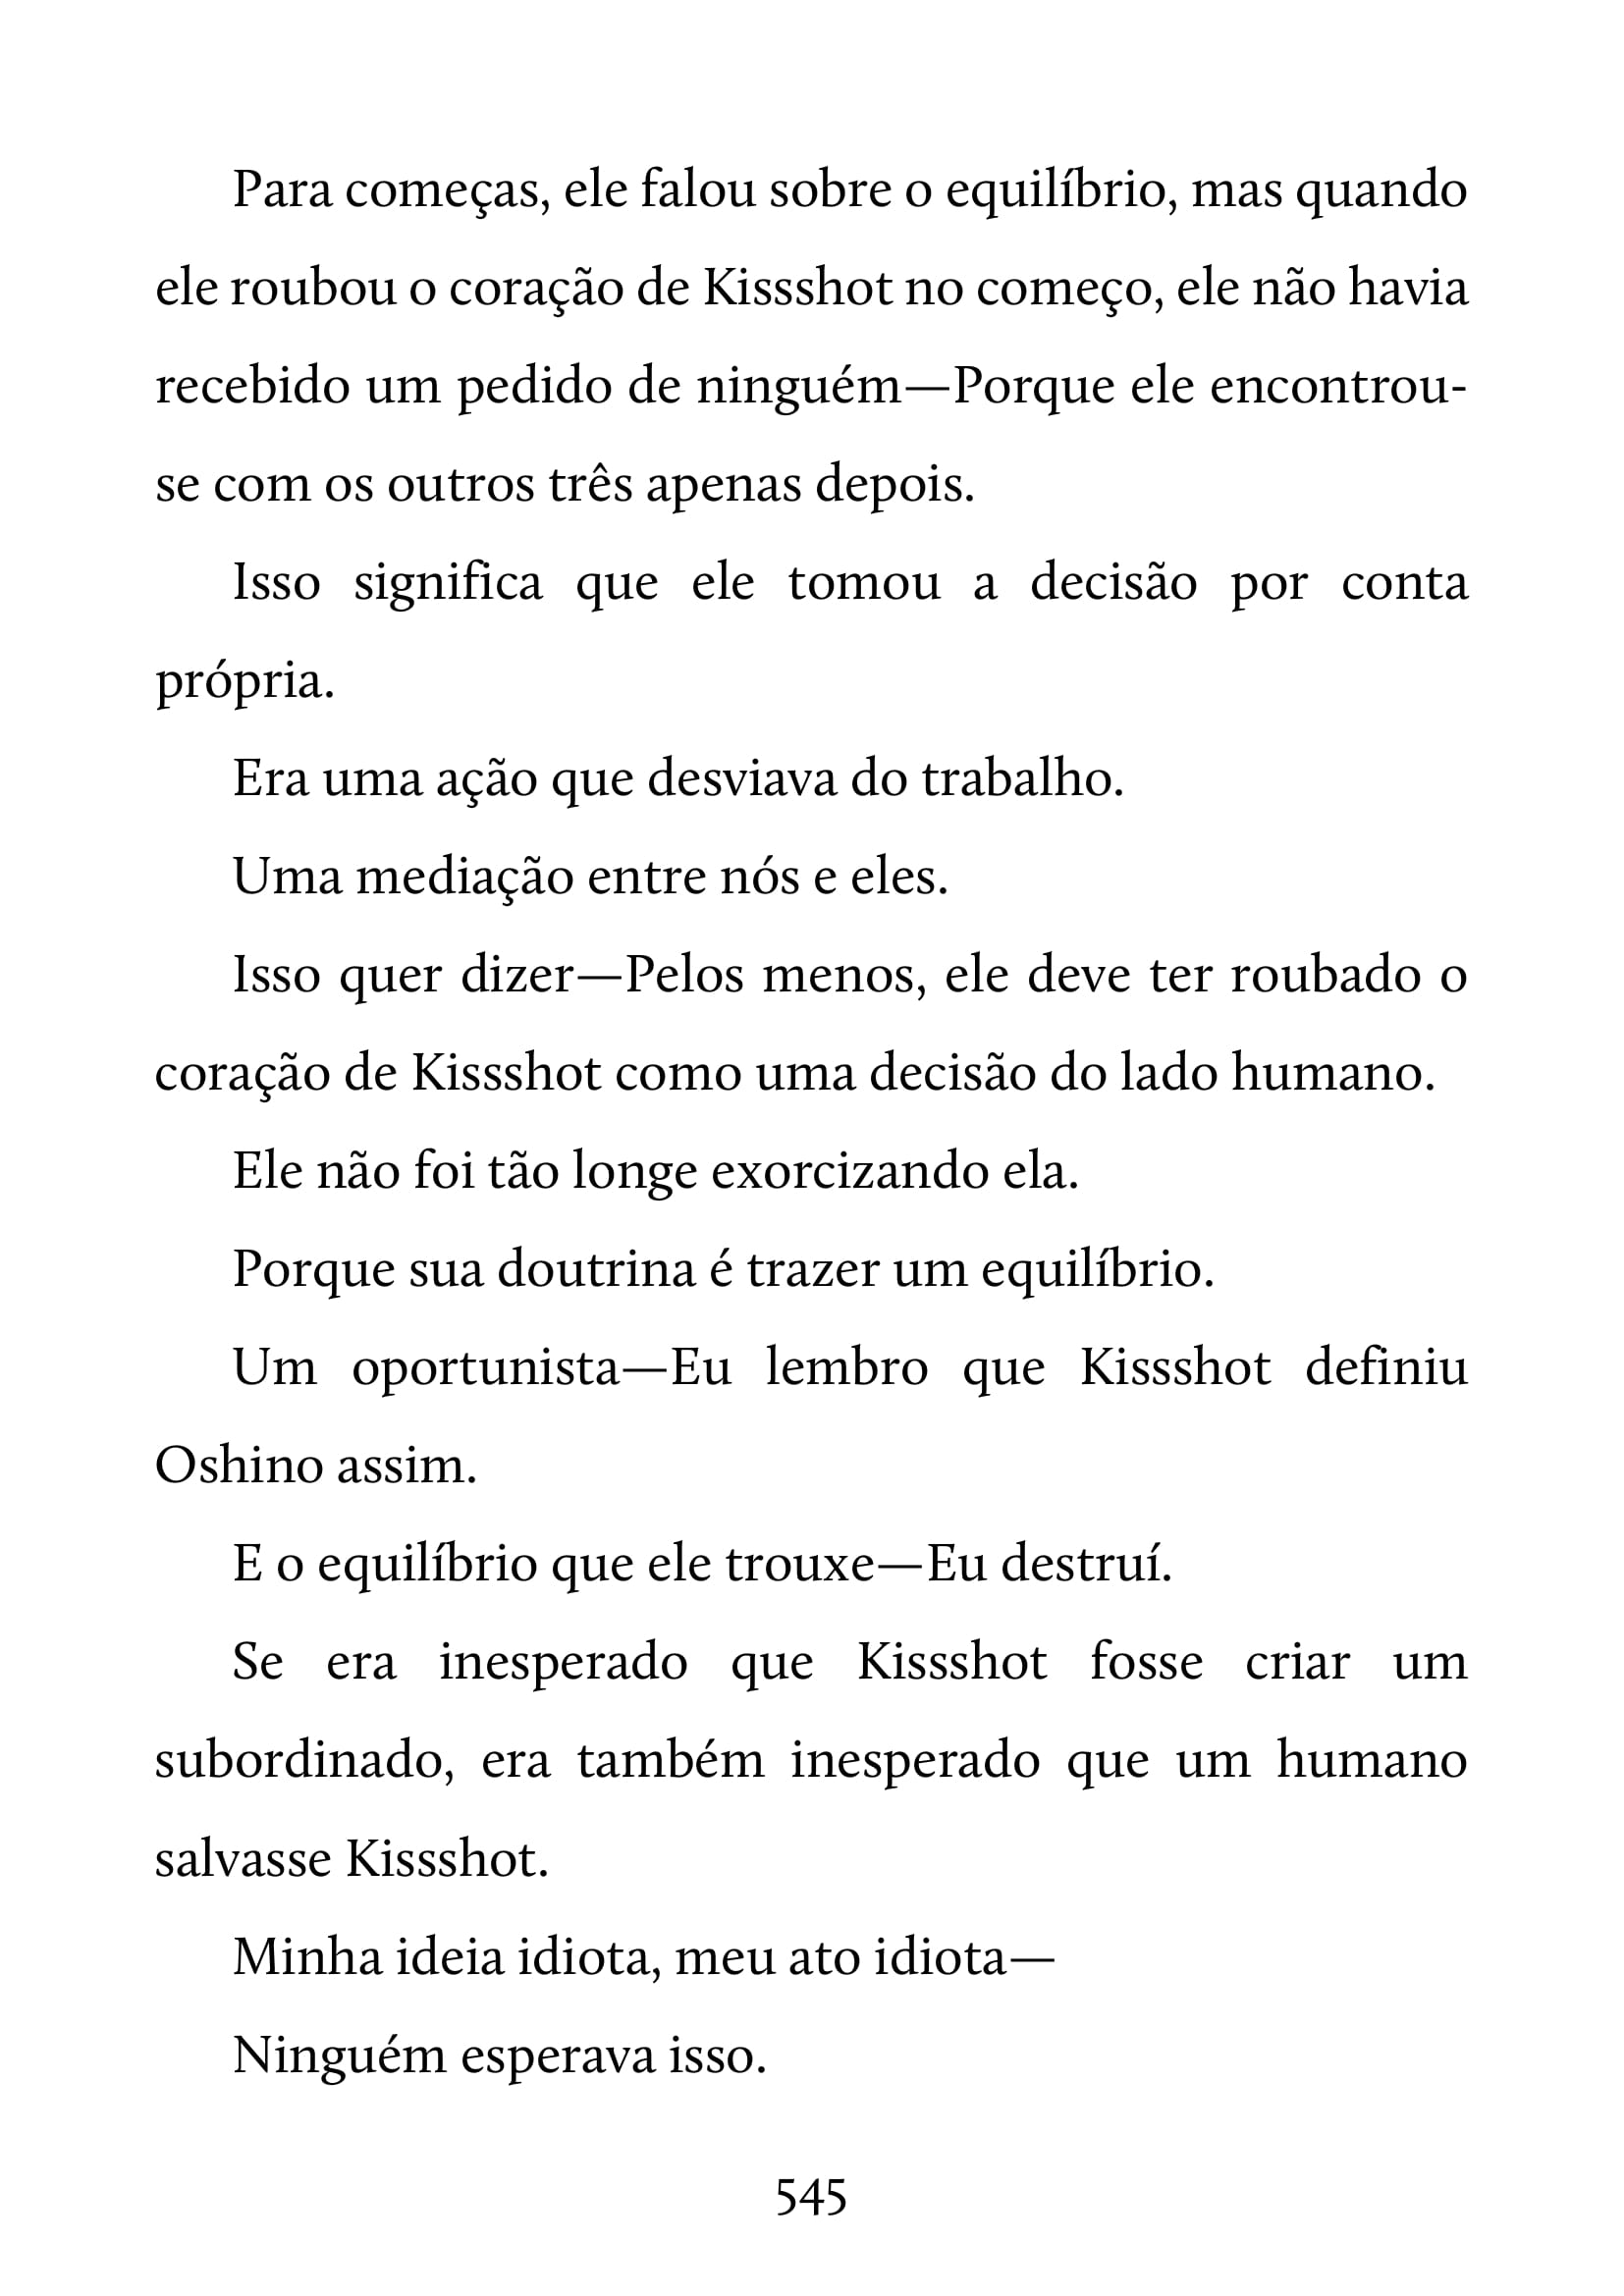 Para começas, ele falou sobre o equilíbrio, mas quando
ele roubou o coração de Kissshot no começo, ele não havia
recebido um pedido de ninguém—Porque ele encontrou-
se com os outros três apenas depois.
Isso significa que ele tomou a decisão por conta
própria.
Era uma ação que desviava do trabalho.
Uma mediação entre nós e eles.
Isso quer dizer—Pelos menos, ele deve ter roubado o
coração de Kissshot como uma decisão do lado humano.
Ele não foi tão longe exorcizando ela.
Porque sua doutrina é trazer um equilíbrio.
Um oportunista—Eu lembro que Kissshot definiu
Oshino assim.
E o equilíbrio que ele trouxe—Eu destruí.
Se era inesperado que Kissshot fosse criar um
subordinado, era também inesperado que um humano
salvasse Kissshot.
Minha ideia idiota, meu ato idiota—
Ninguém esperava isso.
545